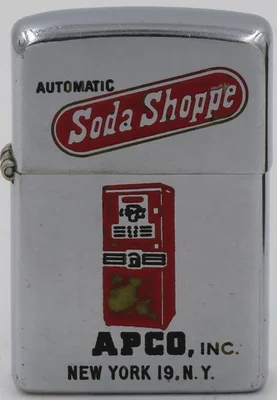 AUTOMATIC
Soda Shoppe
APCO, INC.
NEW YORK 19, N.Y.